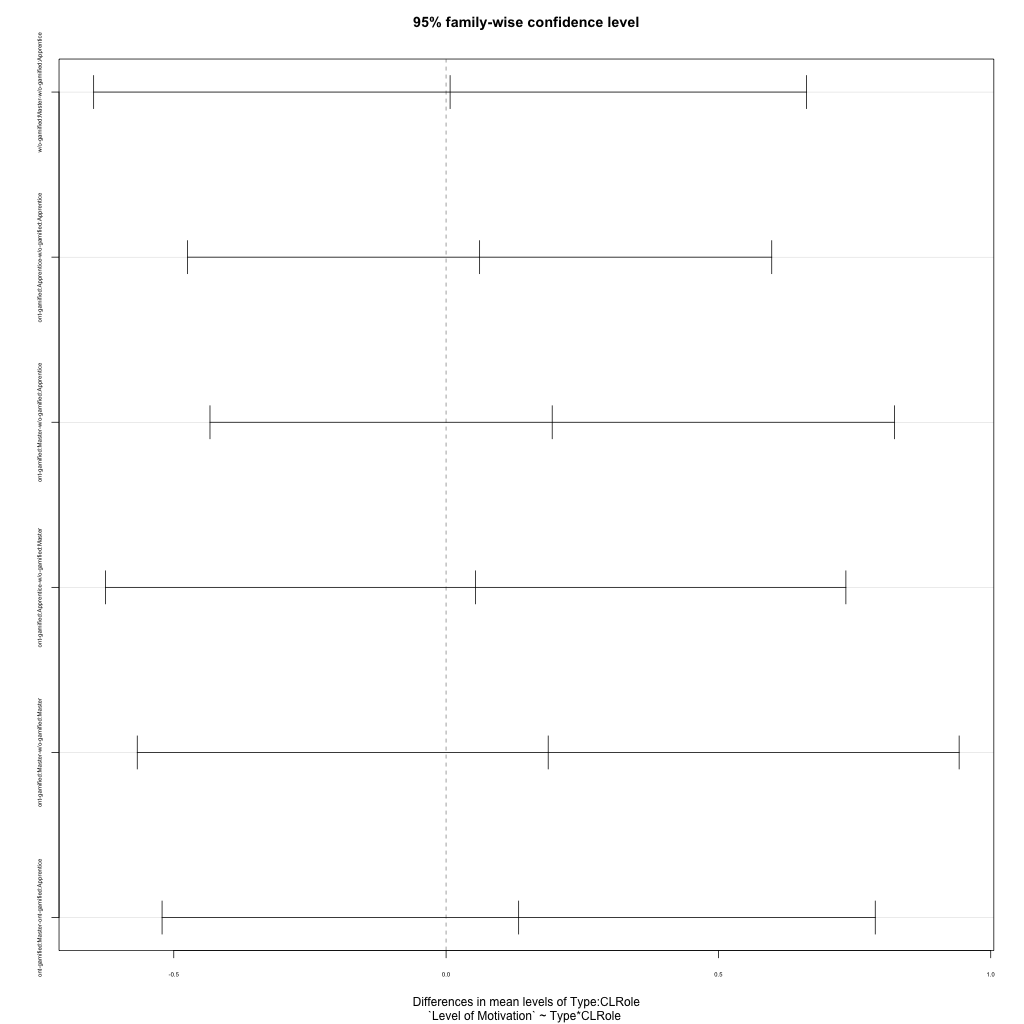 95% family-wise confidence level
w/o-gamified:Master-w/o-gamified:Apprentice
ont-gamified:Apprentice-w/o-gamified:Apprentice
ont-gamified:Master-w/o-gamified:Apprentice
ont-gamified:Apprentice-w/o-gamified:Master
ont-gamified:Master-w/o-gamified:Master
ont-gamified:Master-ont-gamified:Apprentice
-0.5 0.0 0.5 1.0
Differences in mean levels of Type:CLRole
`Level of Motivation` ~ Type*CLRole